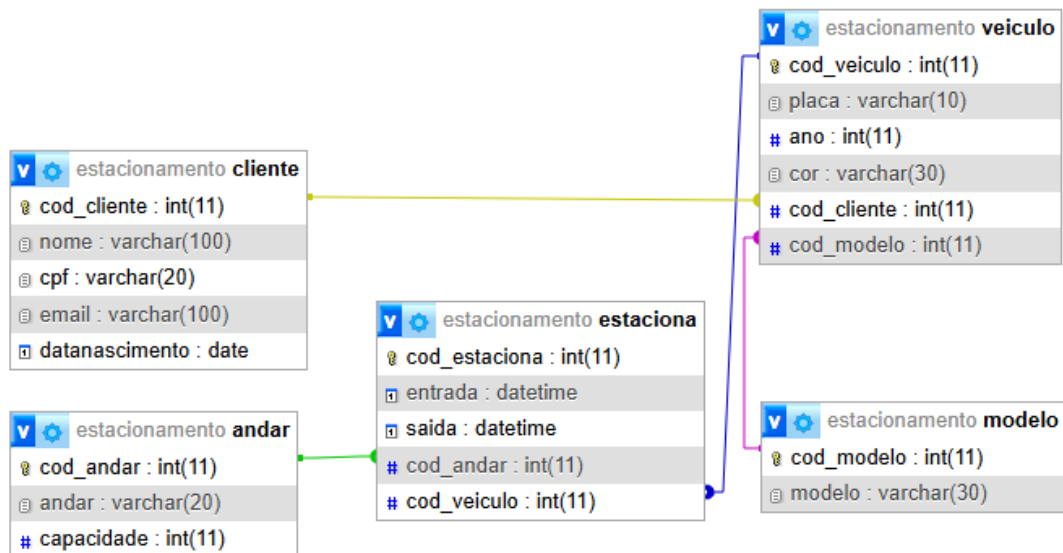 estacionamento veiculo
cod_veiculo : int(11)
placa : varchar(10)
ano : int(11)
cor : varchar(30)
cod_cliente : int(11)
cod_modelo : int(11)
estacionamento cliente
cod_cliente : int(11)
nome : varchar(100)
cpf : varchar(20)
email : varchar(100)
datanascimento : date
estacionamento estaciona
cod_estaciona : int(11)
entrada : datetime
saida : datetime
cod_andar : int(11)
cod_veiculo : int(11)
estacionamento andar
cod_andar : int(11)
andar : varchar(20)
capacidade : int(11)
estacionamento modelo
cod_modelo : int(11)
modelo : varchar(30)